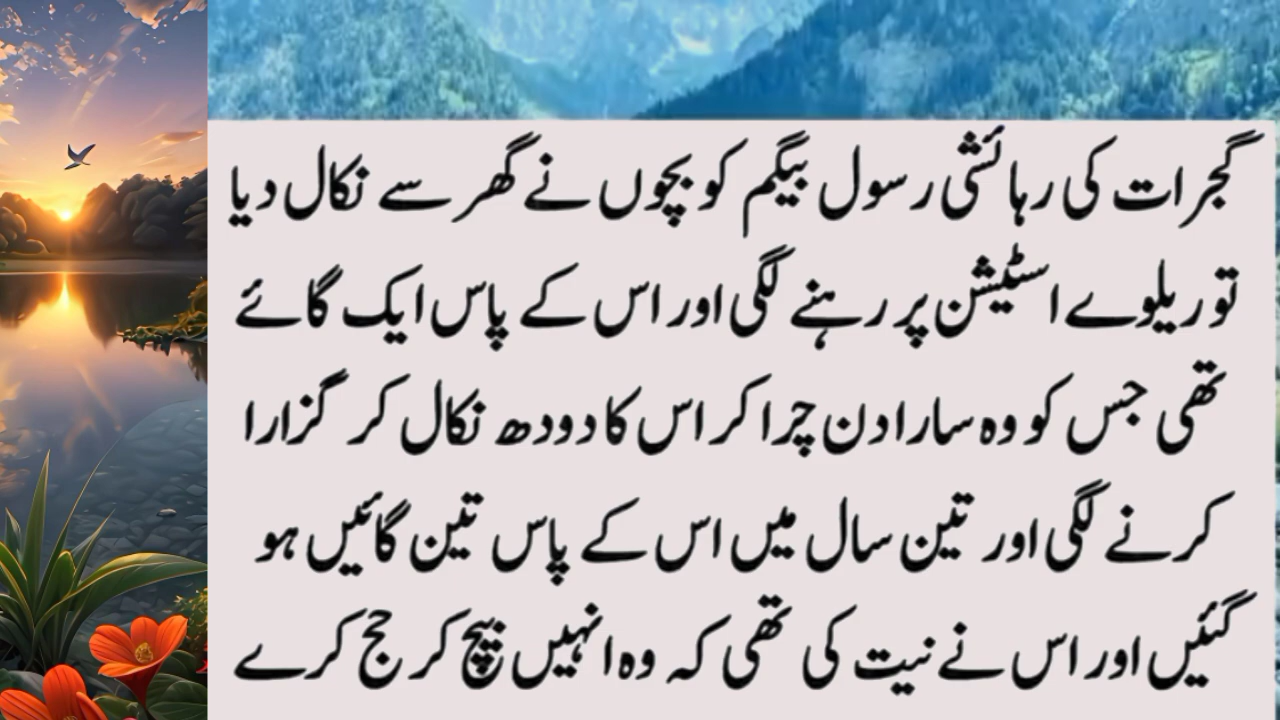 گجرات کی رہائشی رسول بیگم کو بچوں نے گھر سے نکال دیا
تو ریلوے اسٹیشن پر رہنے لگی اور اس کے پاس ایک گائے
تھی جس کو وہ سارا دن چرا کر اس کا دودھ نکال کر گزارا
کرنے لگی اور تین سال میں اس کے پاس تین گائیں ہو
گئیں اور اس نے نیت کی تھی کہ وہ انہیں بیچ کر حج کرے